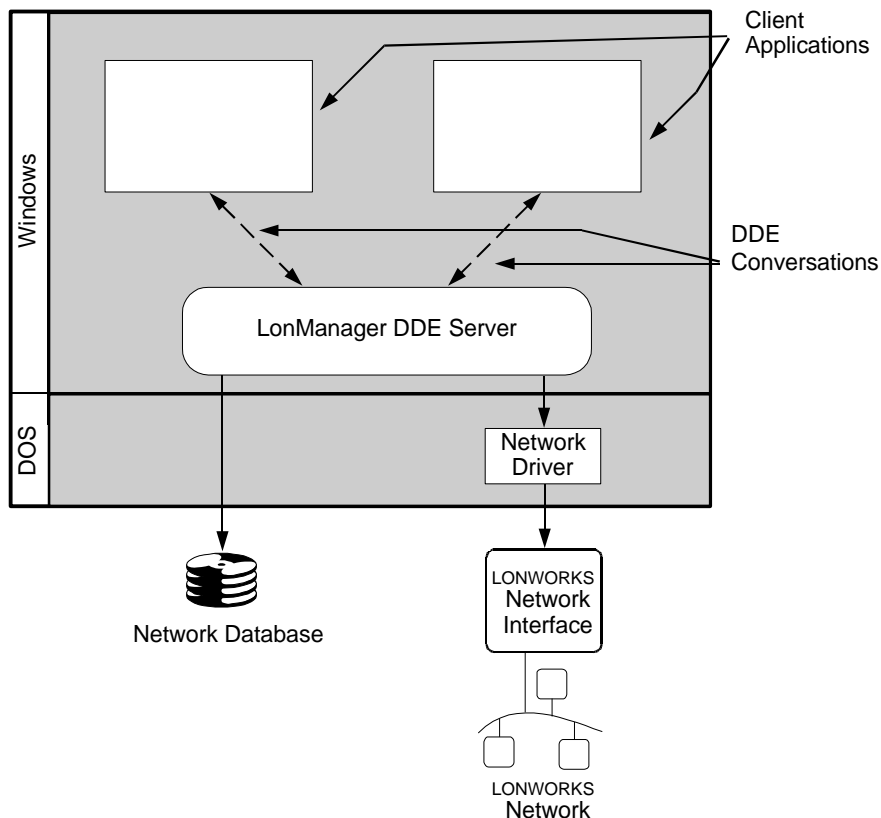 Client
Applications
Windows
DDE
Conversations
LonManager DDE Server
DOS
Network
Driver
LONWORKS
Network
Interface
Network Database
LONWORKS
Network